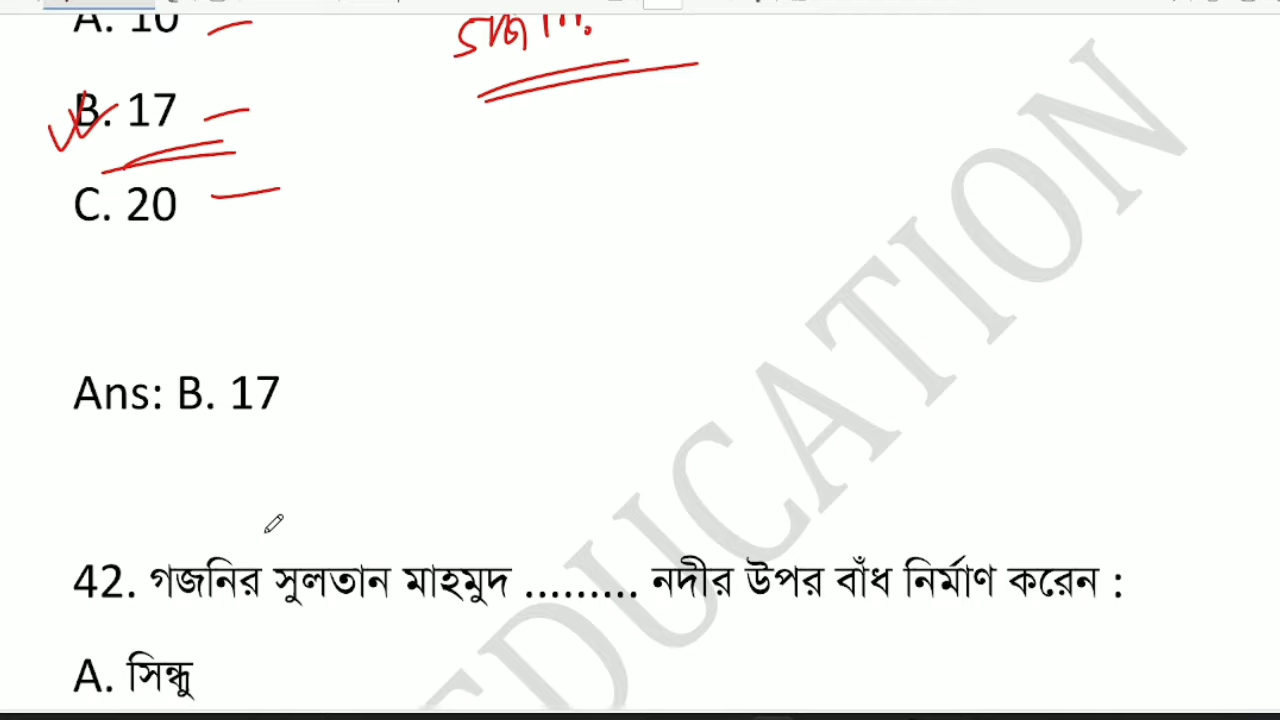 A. 10
B. 17
C. 20
Ans: B. 17
42. গজনির সুলতান মাহমুদ ......... নদীর উপর বাঁধ নির্মাণ করেন :
A. সিন্ধু
EDUCATION